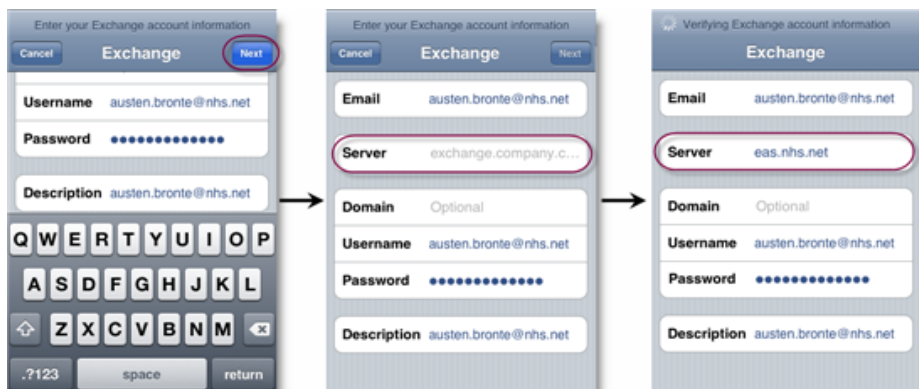 Enter your Exchange account information
Cancel Exchange Next
Username austen.bronte@nhs.net
Password •••••••••••••
Description austen.bronte@nhs.net
Q W E R T Y U I O P
A S D F G H J K L
Z X C V B N M
.?123 space return
Enter your Exchange account information
Cancel Exchange Next
Email austen.bronte@nhs.net
Server exchange.company.c...
Domain Optional
Username austen.bronte@nhs.net
Password •••••••••••••
Description austen.bronte@nhs.net
Verifying Exchange account information
Exchange
Email austen.bronte@nhs.net
Server eas.nhs.net
Domain Optional
Username austen.bronte@nhs.net
Password •••••••••••••
Description austen.bronte@nhs.net